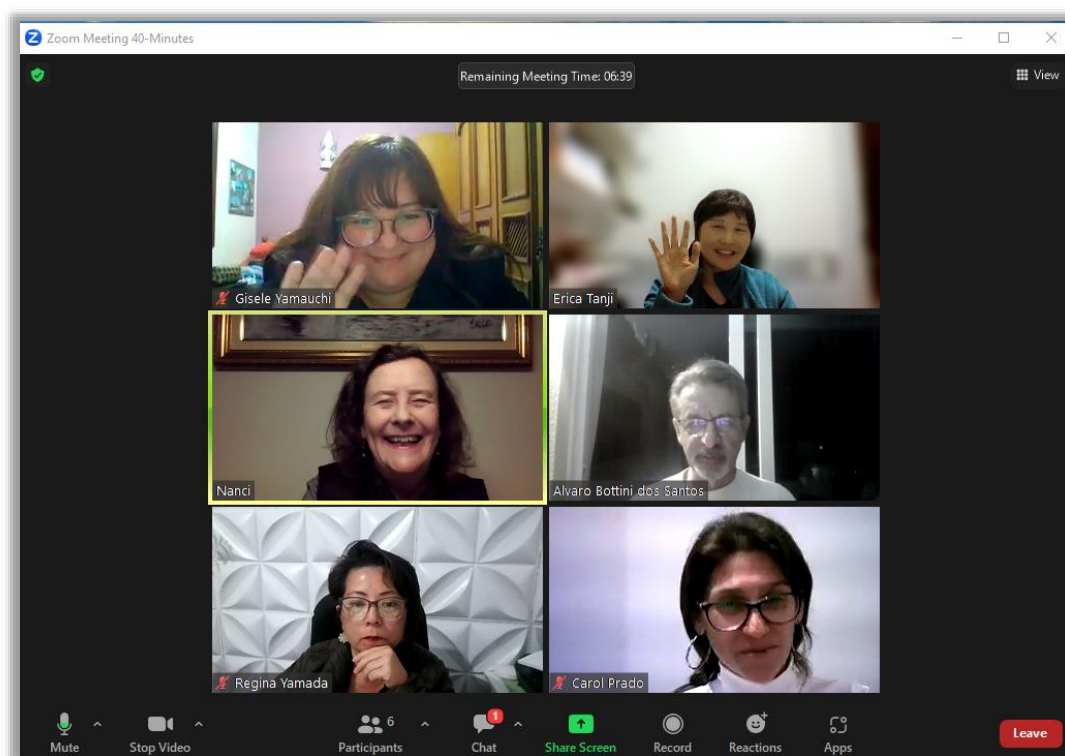 Zoom Meeting 40-Minutes
Remaining Meeting Time: 06:39
View
Gisele Yamauchi
Erica Tanji
Nanci
Alvaro Bottini dos Santos
Regina Yamada
Carol Prado
6
1
Mute
Stop Video
Participants
Chat
Share Screen
Record
Reactions
Apps
Leave